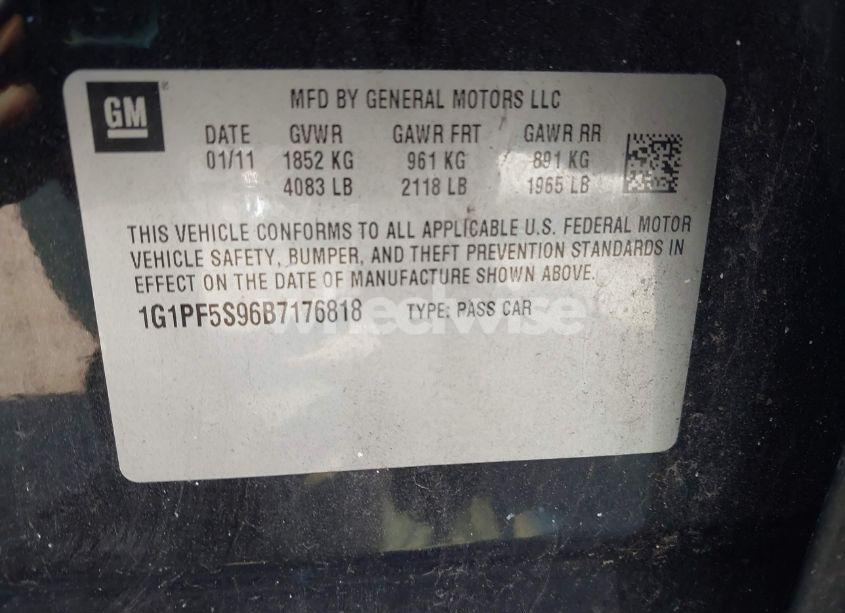 GM
MFD BY GENERAL MOTORS LLC
DATE GVWR GAWR FRT GAWR RR
01/11 1852 KG 961 KG 891 KG
4083 LB 2118 LB 1965 LB
THIS VEHICLE CONFORMS TO ALL APPLICABLE U.S. FEDERAL MOTOR
VEHICLE SAFETY, BUMPER, AND THEFT PREVENTION STANDARDS IN
EFFECT ON THE DATE OF MANUFACTURE SHOWN ABOVE.
1G1PF5S96B7176818 TYPE: PASS CAR
wheelwise